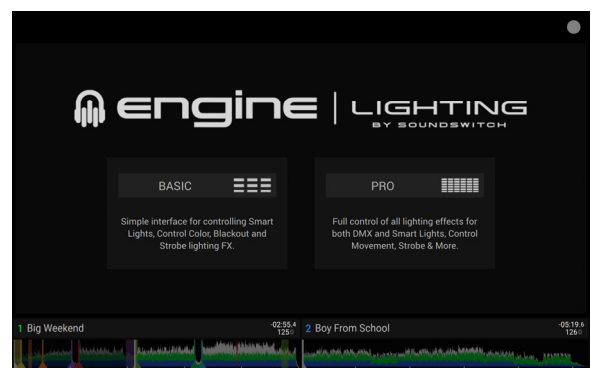 engine | LIGHTING
BY SOUNDSWITCH
BASIC
Simple interface for controlling Smart
Lights, Control Color, Blackout and
Strobe lighting FX.
PRO
Full control of all lighting effects for
both DMX and Smart Lights, Control
Movement, Strobe & More.
1 Big Weekend
-02:55.4
125.0
2 Boy From School
-05:19.6
126.0